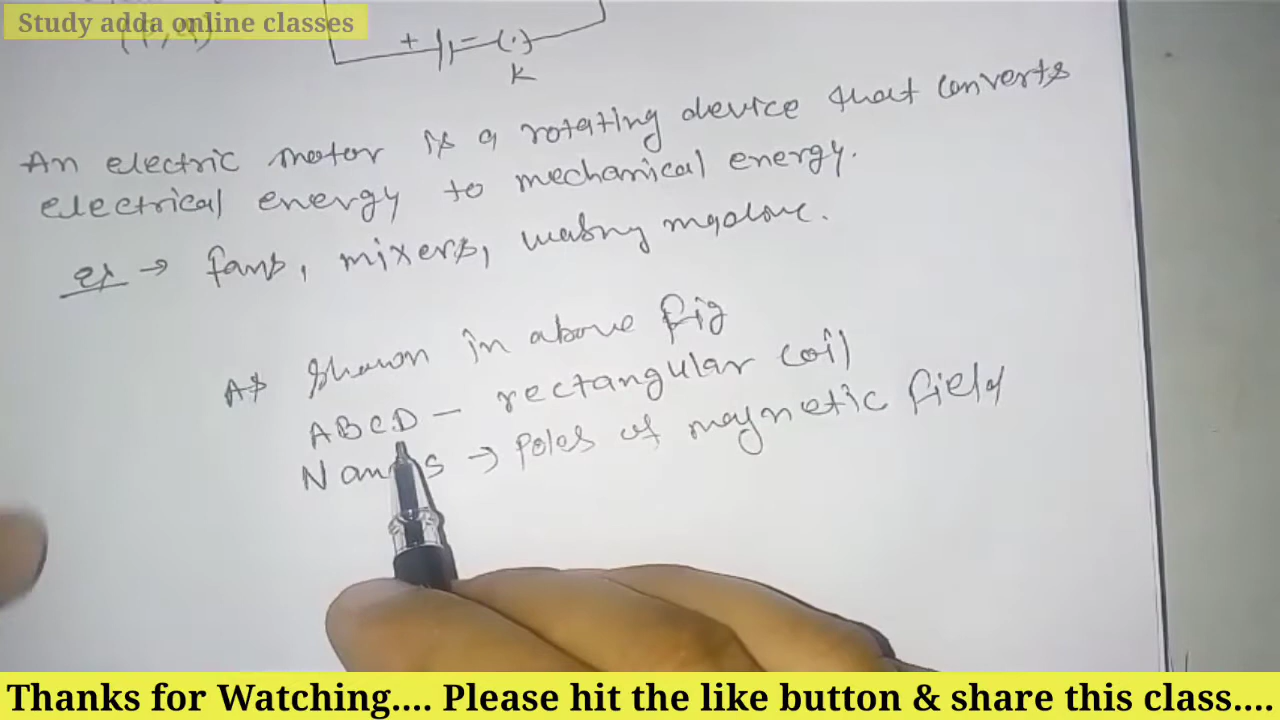 Study adda online classes
(P, Q)
+ -
(·)
K
An electric motor is a rotating device that converts
electrical energy to mechanical energy.
ex → fans, mixers,
As shown in above fig
ABCD - rectangular coil
N and S → Poles of magnetic field
Thanks for Watching.... Please hit the like button & share this class....